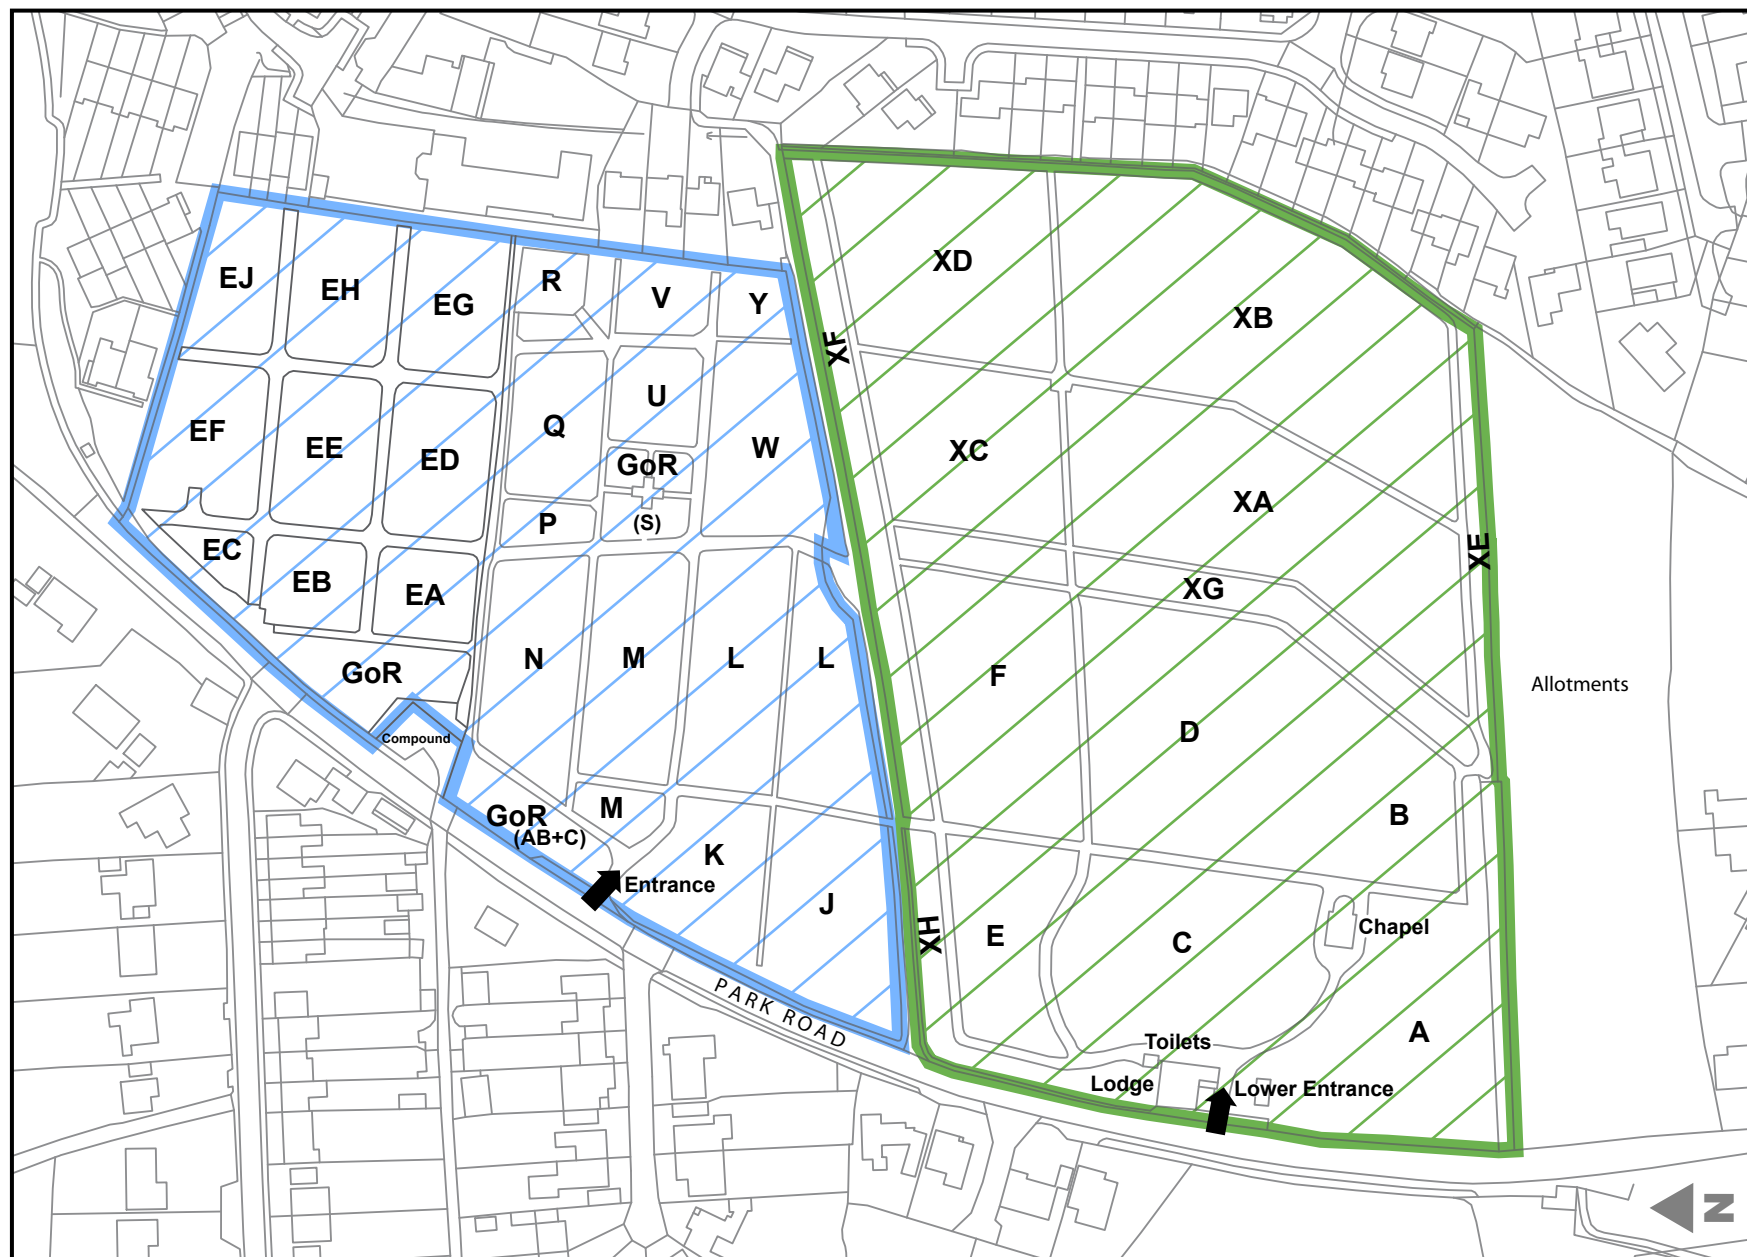 XD
EJ
EH
EG
R
V
Y
XB
XF
U
Q
EF
EE
ED
W
XC
GoR
XA
P
(S)
EC
XE
EB
EA
XG
N
M
L
L
GoR
F
Allotments
D
Compound
M
GoR
(AB+C)
B
K
Entrance
J
XH
E
C
Chapel
PARK ROAD
A
Toilets
Lodge
Lower Entrance
N